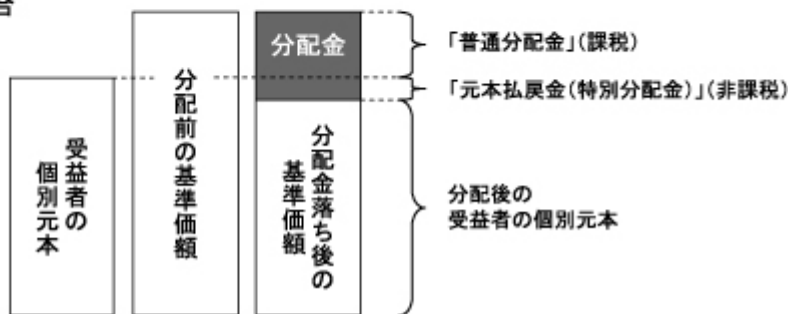 合
分配金
「普通分配金」(課税)
「元本払戻金(特別分配金)」(非課税)
受益者の
個別元本
分配前の基準価額
分配金落ち後の
基準価額
分配後の
受益者の個別元本